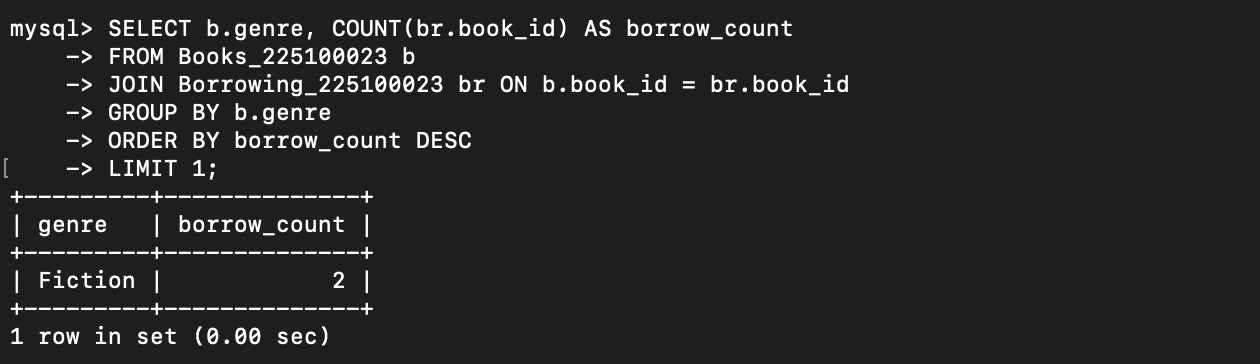 mysql> SELECT b.genre, COUNT(br.book_id) AS borrow_count
    -> FROM Books_225100023 b
    -> JOIN Borrowing_225100023 br ON b.book_id = br.book_id
    -> GROUP BY b.genre
    -> ORDER BY borrow_count DESC
[    -> LIMIT 1;
+---------+--------------+
| genre   | borrow_count |
+---------+--------------+
| Fiction |            2 |
+---------+--------------+
1 row in set (0.00 sec)